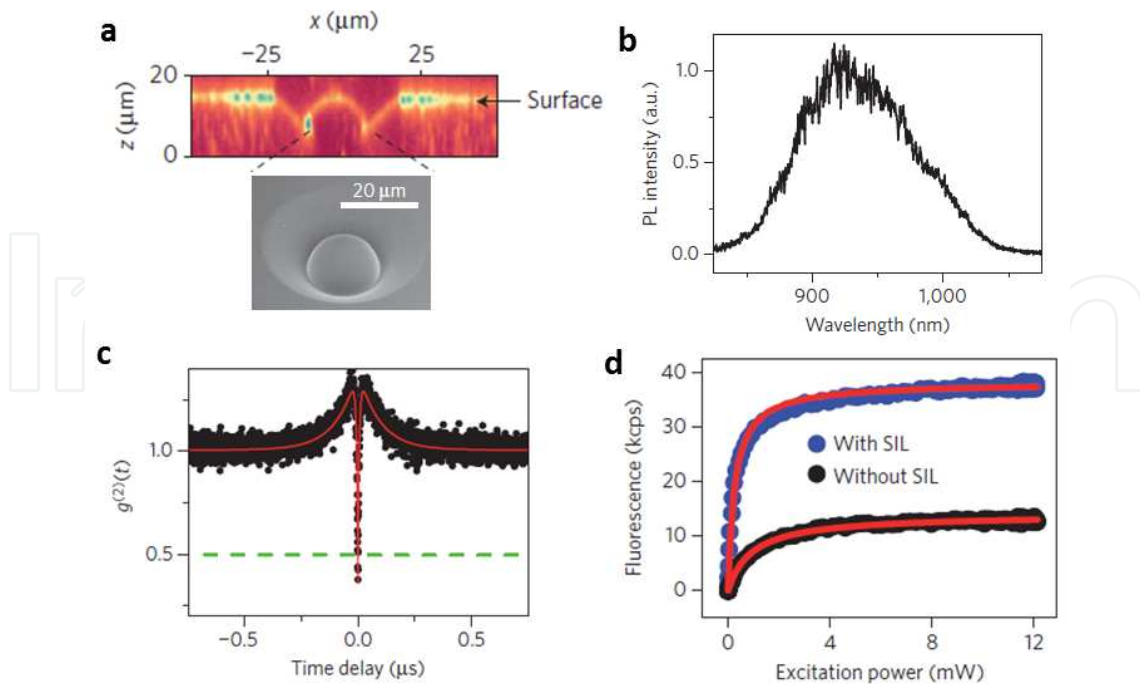 a
x (μm)
−25
25
20
0
z (μm)
Surface
20 μm
b
1.0
0.5
0.0
PL intensity (a.u.)
900
1,000
Wavelength (nm)
c
1.0
0.5
g(2)(t)
−0.5
0.0
0.5
Time delay (μs)
d
40
30
20
10
0
Fluorescence (kcps)
With SIL
Without SIL
0
4
8
12
Excitation power (mW)